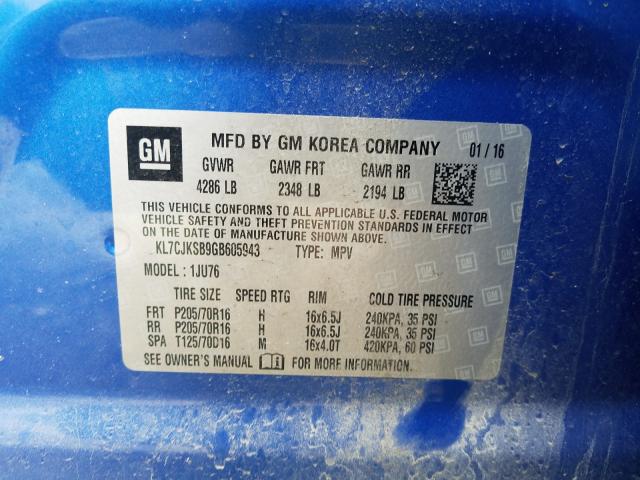 GM MFD BY GM KOREA COMPANY 01/16
GVWR GAWR FRT GAWR RR
4286 LB 2348 LB 2194 LB
THIS VEHICLE CONFORMS TO ALL APPLICABLE U.S. FEDERAL MOTOR
VEHICLE SAFETY AND THEFT PREVENTION STANDARDS IN EFFECT ON THE
DATE OF MANUFACTURE SHOWN ABOVE.
KL7CJKSB9GB605943 TYPE: MPV
MODEL: 1JU76
TIRE SIZE SPEED RTG RIM COLD TIRE PRESSURE
FRT P205/70R16 H 16x6.5J 240KPA, 35 PSI
RR P205/70R16 H 16x6.5J 240KPA, 35 PSI
SPA T125/70D16 M 16x4.0T 420KPA, 60 PSI
SEE OWNER'S MANUAL FOR MORE INFORMATION.